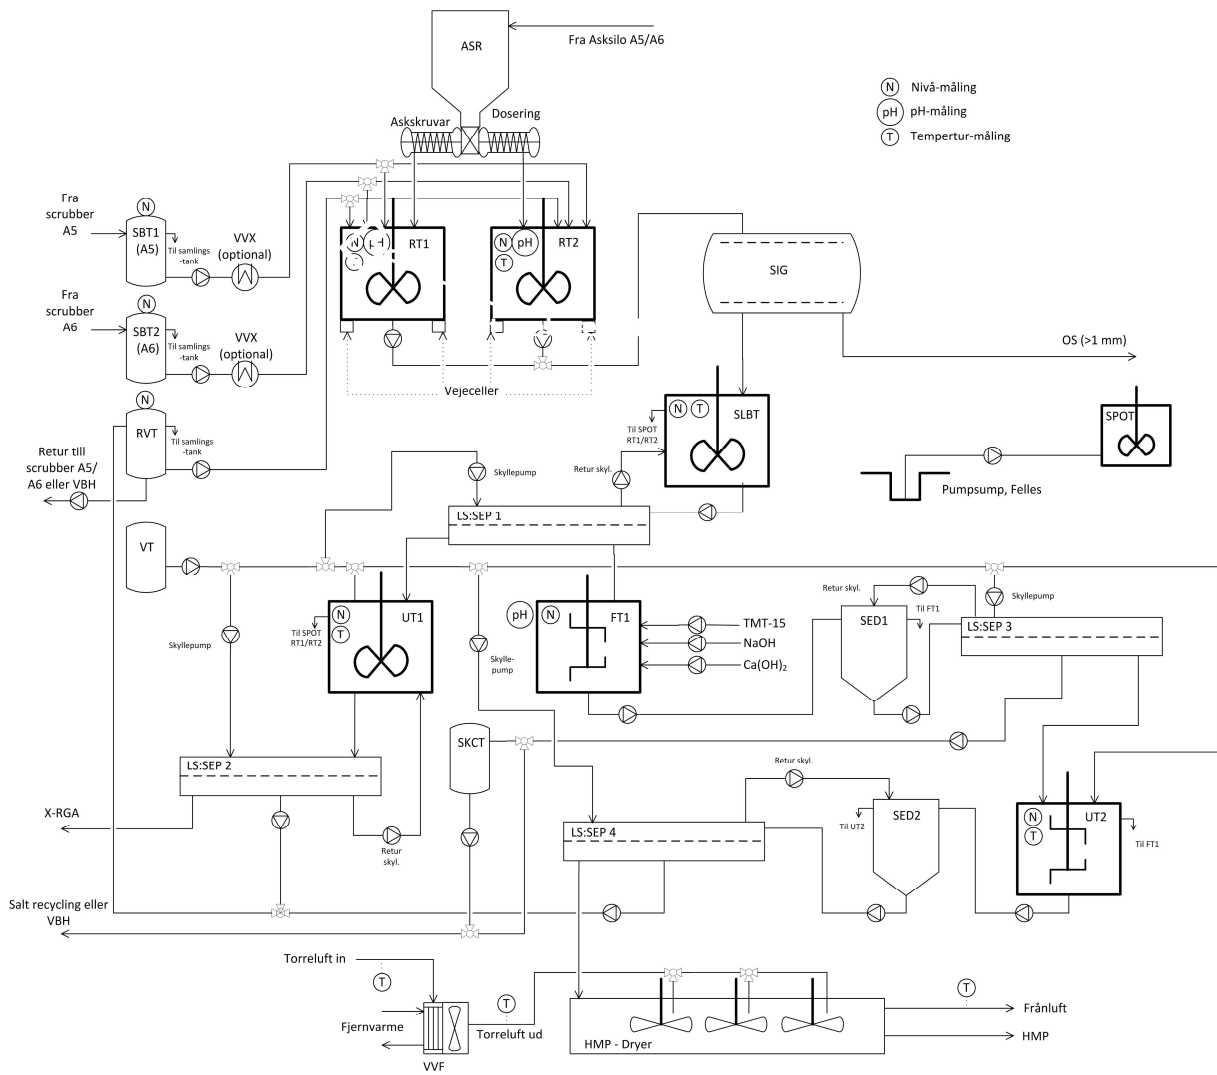 ASR
Fra Asksilo A5/A6
N Nivå-måling
pH pH-måling
T Tempertur-måling
Askskruvar
Dosering
Fra
scrubber
A5
N
SBT1
(A5)
Til samlings
-tank
VVX
(optional)
N
pH
RT1
N
pH
T
RT2
SIG
Fra
scrubber
A6
N
SBT2
(A6)
Til samlings
-tank
VVX
(optional)
OS (>1 mm)
Vejeceller
N
RVT
Til samlings
-tank
N
T
SLBT
Til SPOT
RT1/RT2
SPOT
Retur till
scrubber A5/
A6 eller VBH
Skyllepump
Retur skyl.
Pumpsump, Felles
LS:SEP 1
VT
N
T
UT1
Til SPOT
RT1/RT2
pH
N
FT1
TMT-15
NaOH
Ca(OH)2
Retur skyl.
SED1
Til FT1
Skyllepump
LS:SEP 3
Skyllepump
Skylle-
pump
SKCT
LS:SEP 2
Retur skyl.
X-RGA
Retur
skyl.
LS:SEP 4
Til UT2
SED2
N
T
UT2
Til FT1
Salt recycling eller
VBH
Torreluft in
T
Fjernvarme
VVF
T
Torreluft ud
HMP - Dryer
T
Frånluft
HMP